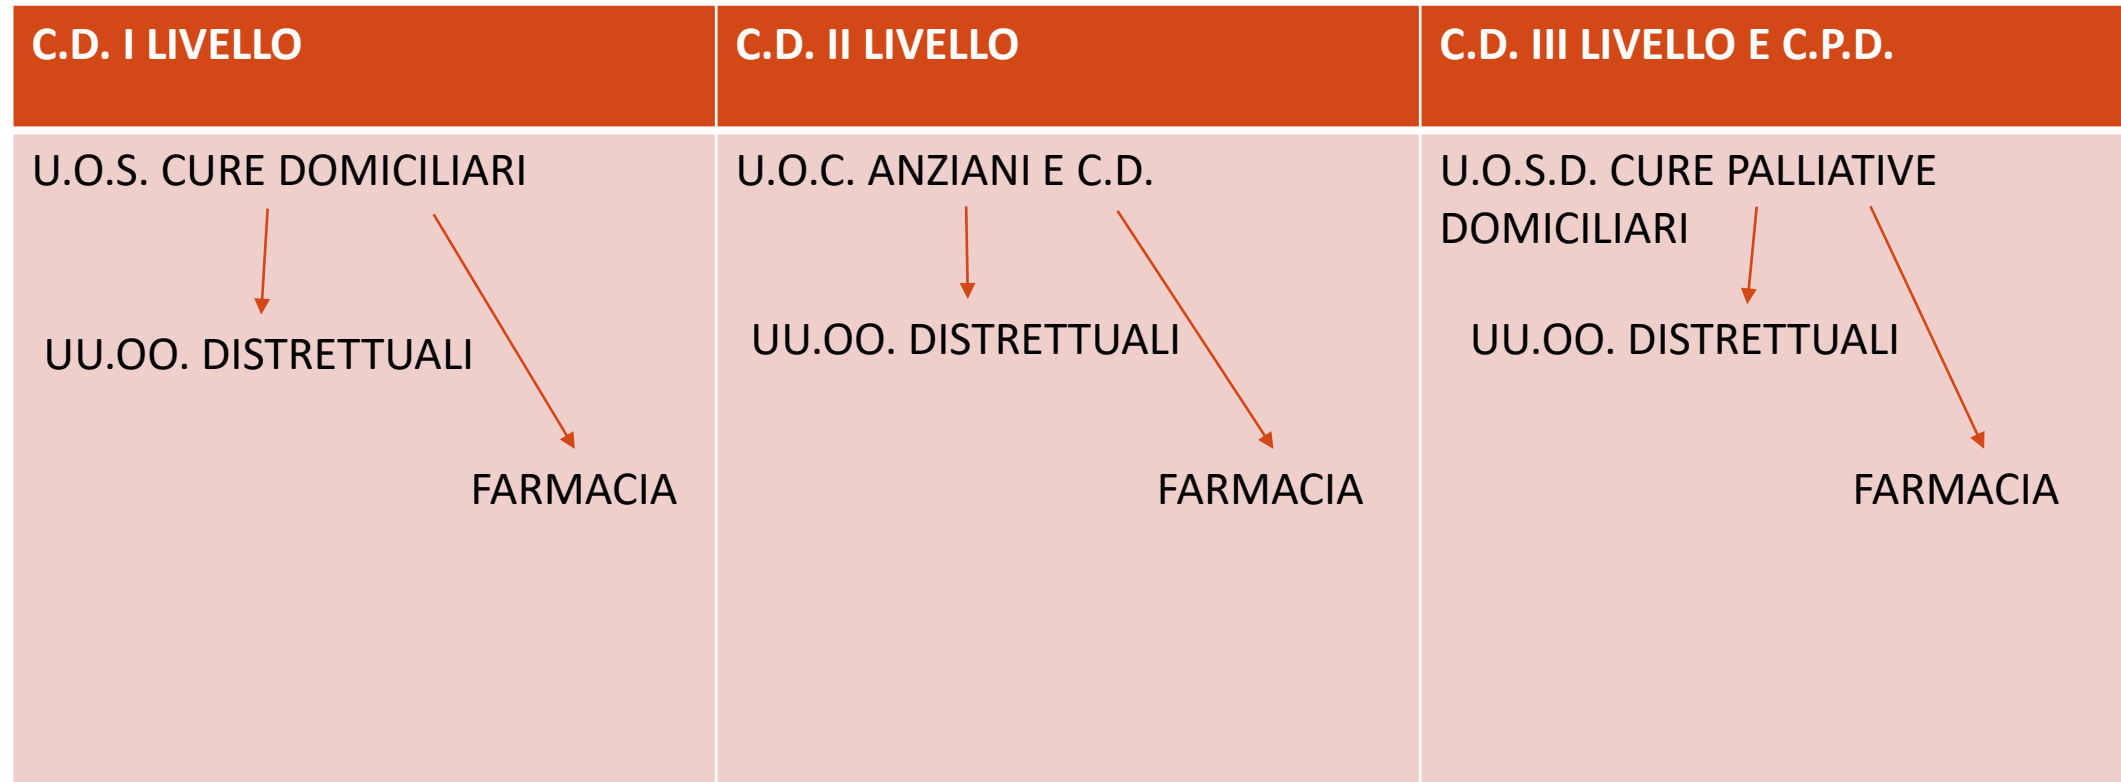 C.D. I LIVELLO
C.D. II LIVELLO
C.D. III LIVELLO E C.P.D.
U.O.S. CURE DOMICILIARI
UU.OO. DISTRETTUALI
FARMACIA
U.O.C. ANZIANI E C.D.
UU.OO. DISTRETTUALI
FARMACIA
U.O.S.D. CURE PALLIATIVE
DOMICILIARI
UU.OO. DISTRETTUALI
FARMACIA